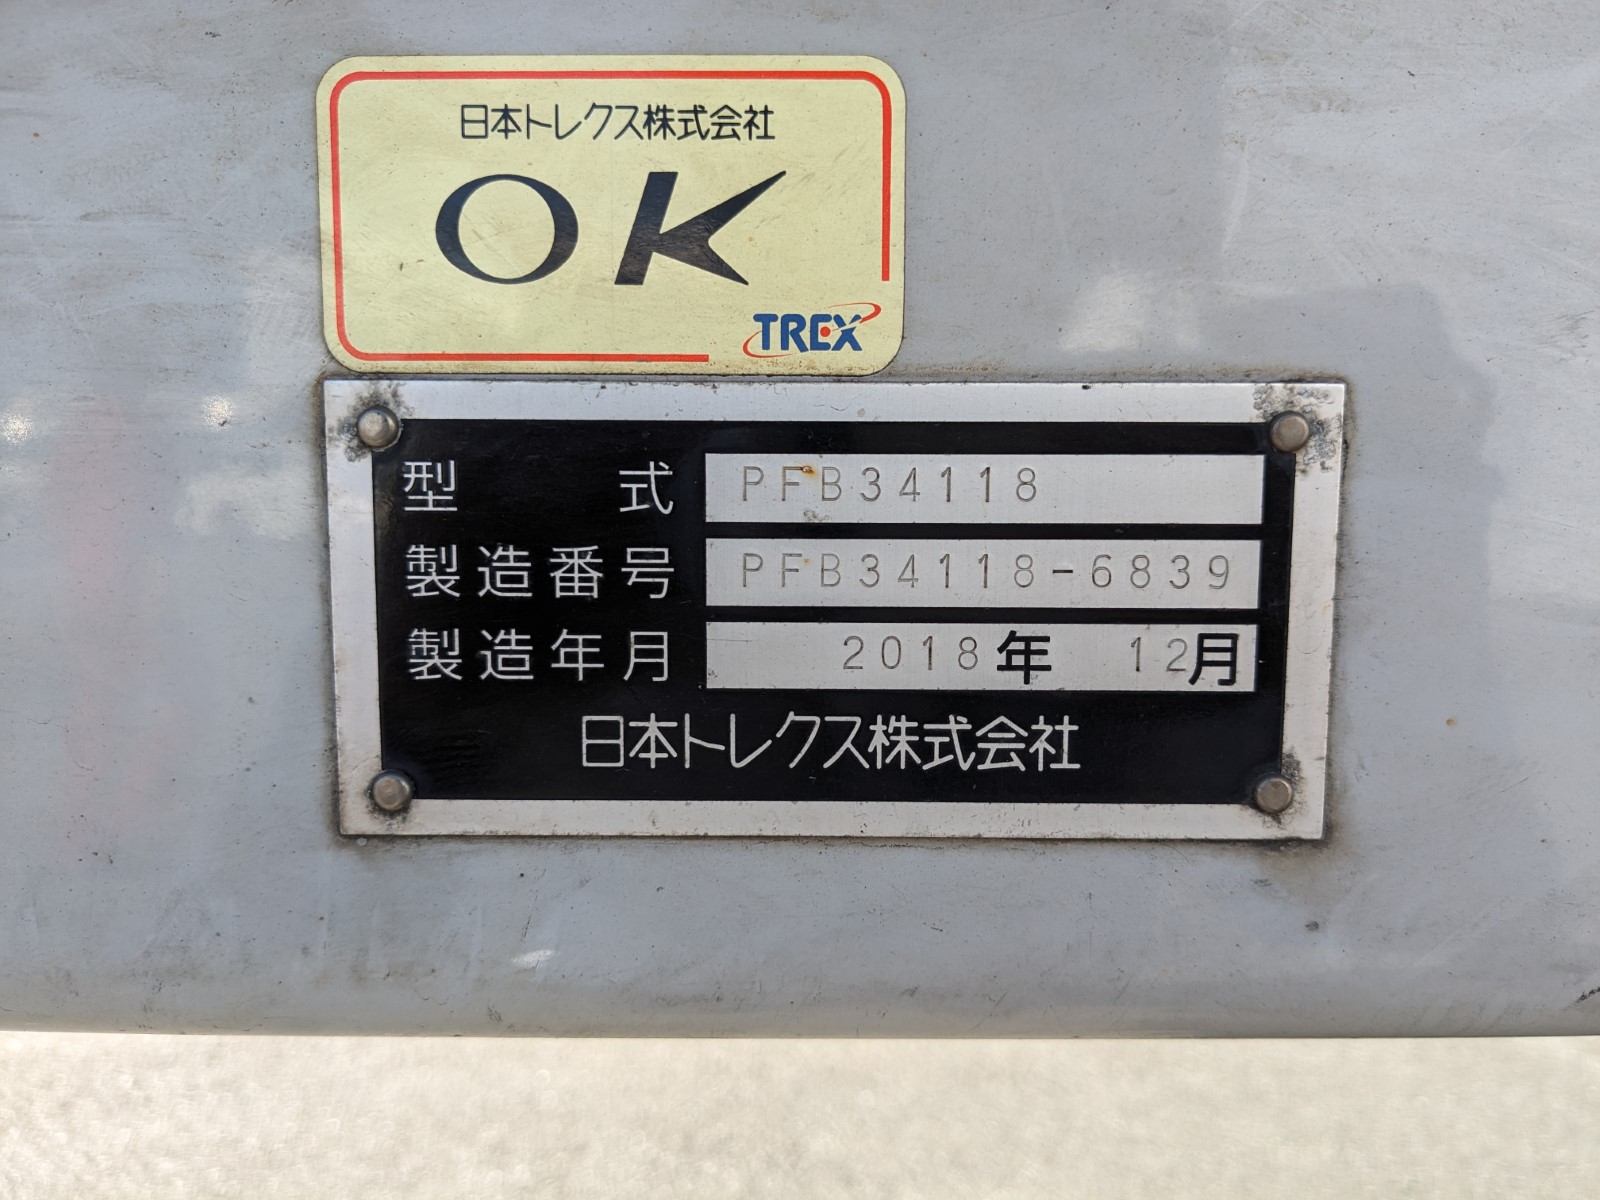 日本トレクス株式会社
OK
TREX
型式 PFB34118
製造番号 PFB34118-6839
製造年月 2018年 12月
日本トレクス株式会社